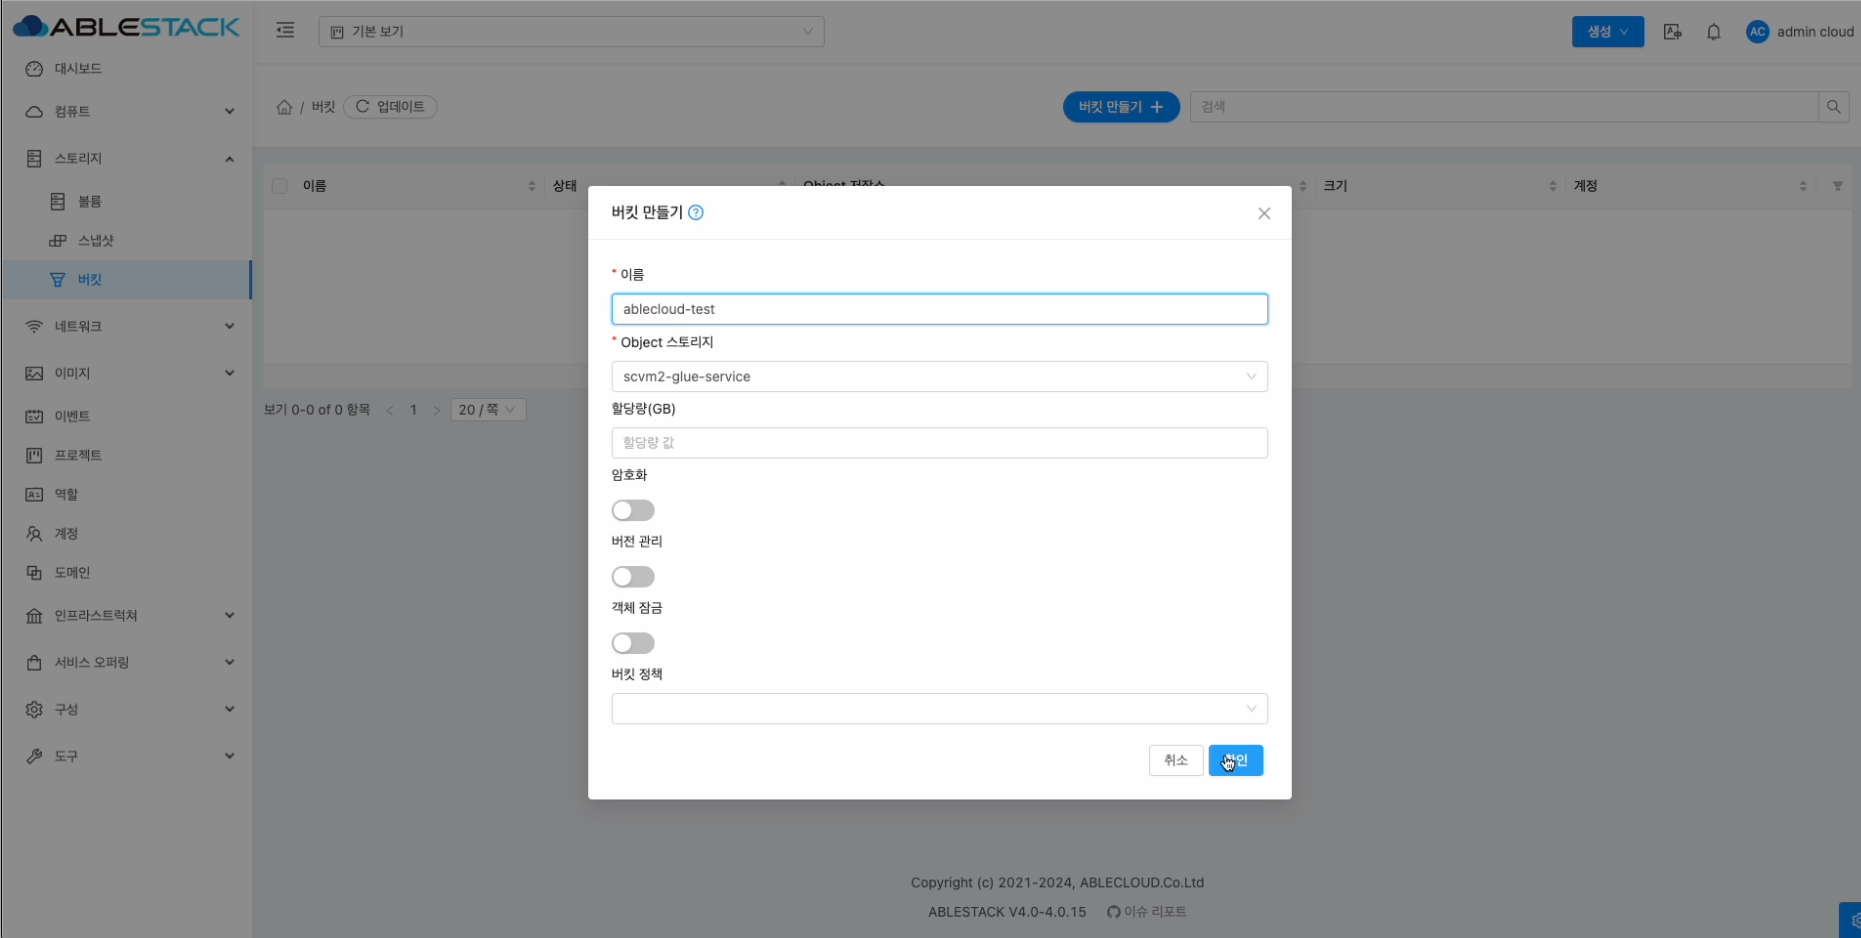 ABLESTACK
기본 보기
생성
AC
admin cloud
대시보드
컴퓨트
스토리지
볼륨
스냅샷
버킷
네트워크
이미지
이벤트
프로젝트
역할
계정
도메인
인프라스트럭쳐
서비스 오퍼링
구성
도구
/ 버킷
업데이트
버킷 만들기 +
검색
이름
상태
Object 저장소
크기
계정
보기 0-0 of 0 항목 < 1 > 20 / 쪽
버킷 만들기
* 이름
ablecloud-test
* Object 스토리지
scvm2-glue-service
할당량(GB)
할당량 값
암호화
버전 관리
객체 잠금
버킷 정책
취소
Copyright (c) 2021-2024, ABLECLOUD.Co.Ltd
ABLESTACK V4.0-4.0.15
이슈 리포트